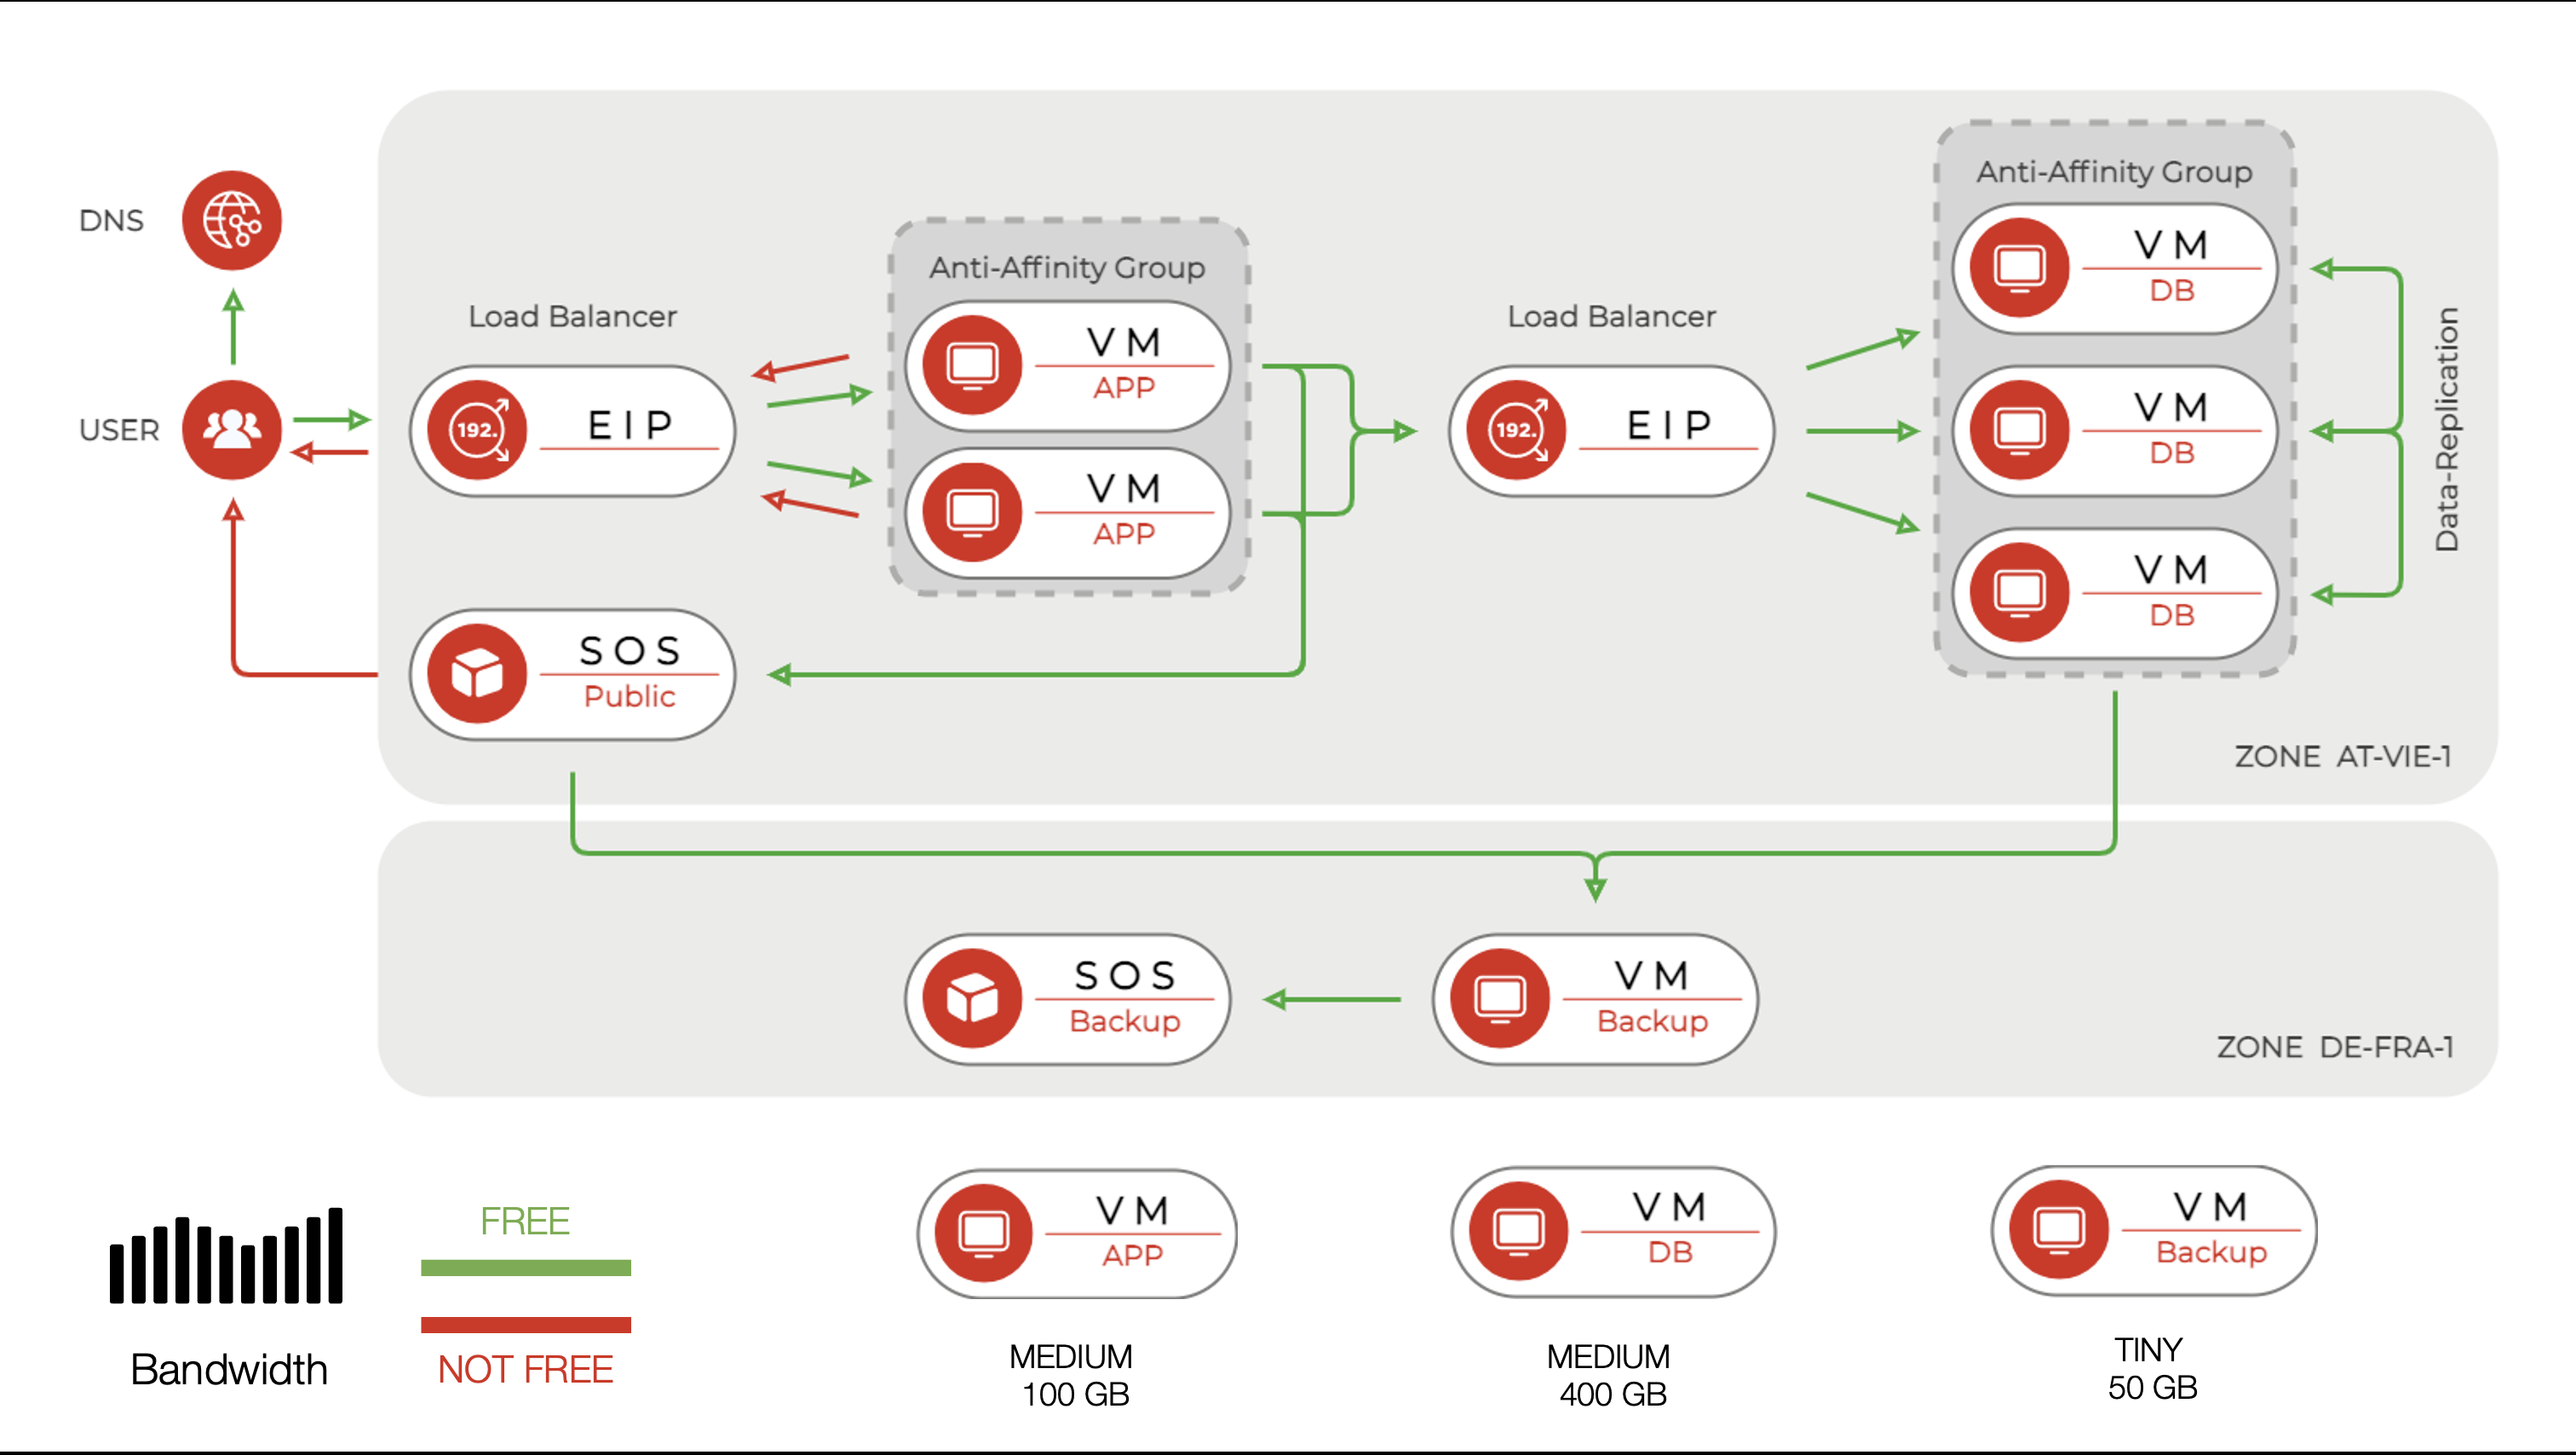 DNS
USER
Load Balancer
EIP
192.
Anti-Affinity Group
VM
APP
VM
APP
SOS
Public
Load Balancer
EIP
192.
Anti-Affinity Group
VM
DB
VM
DB
VM
DB
Data-Replication
ZONE AT-VIE-1
SOS
Backup
VM
Backup
ZONE DE-FRA-1
Bandwidth
FREE
NOT FREE
VM
APP
MEDIUM
100 GB
VM
DB
MEDIUM
400 GB
VM
Backup
TINY
50 GB